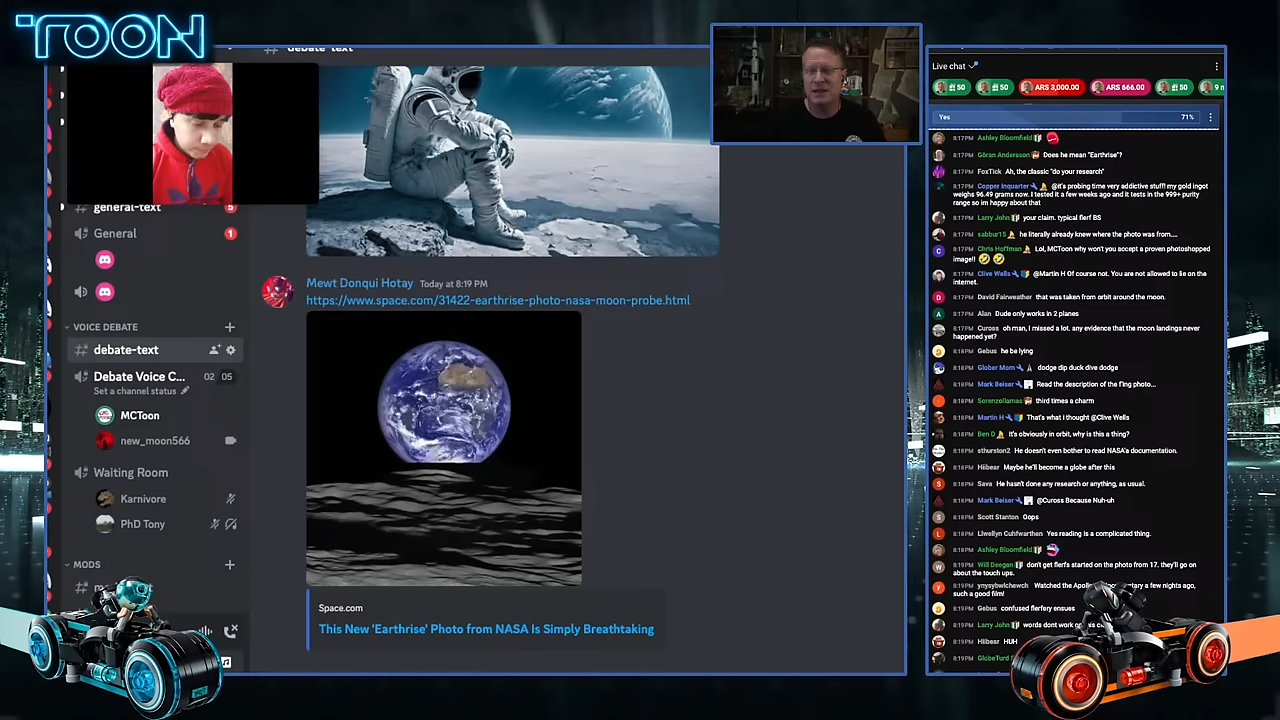 TOON
# debate-text
# general-text
5
General
1
VOICE DEBATE
# debate-text
Debate Voice C... 02 05
Set a channel status
MCToon
new_moon566
Waiting Room
Karnivore
PhD Tony
MODS
#
Mewt Donqui Hotay Today at 8:19 PM
https://www.space.com/31422-earthrise-photo-nasa-moon-probe.html
Space.com
This New 'Earthrise' Photo from NASA Is Simply Breathtaking
Live chat
50 50 ARS 3,000.00 ARS 666.00 50 9
Yes 71%
8:17PM Ashley Bloomfield
8:17PM Göran Andersson Does he mean "Earthrise"?
8:17PM FoxTick Ah, the classic "do your research"
8:17PM Copper Inquarter @it's probing time very addictive stuff! my gold ingot
weighs 96.49 grams now. I tested it a few weeks ago and it tests in the 999+ purity
range so im happy about that
8:17PM Larry John your claim. typical flerf BS
8:17PM sabbur15 he literally already knew where the photo was from....
8:17PM Chris Hoffman Lol, MCToon why won't you accept a proven photoshopped
image!!
8:17PM Clive Wells @Martin H Of course not. You are not allowed to lie on the
internet.
8:17PM David Fairweather that was taken from orbit around the moon.
8:17PM Alan Dude only works in 2 planes
8:17PM Cuross oh man, I missed a lot. any evidence that the moon landings never
happened yet?
8:18PM Gebus he be lying
8:18PM Glober Mom dodge dip duck dive dodge
8:18PM Mark Beiser Read the description of the f'ing photo...
8:18PM Sorenzollamas third times a charm
8:18PM Martin H That's what I thought @Clive Wells
8:18PM Ben D It's obviously in orbit, why is this a thing?
8:18PM sthurston2 He doesn't even bother to read NASA'a documentation.
8:18PM Hiibeer Maybe he'll become a globe after this
8:18PM Sava He hasn't done any research or anything, as usual.
8:18PM Mark Beiser @Cuross Because Nuh-uh
8:18PM Scott Stanton Oops
8:18PM Llwellyn Cuhfwarthen Yes reading is a complicated thing.
8:18PM Ashley Bloomfield
8:19PM Will Deegan don't get flerfs started on the photo from 17. they'll go on
about the touch ups.
8:19PM ynysybwlchewch Watched the
a few nights ago,
such a good film!
8:19PM Gebus confused flerfery ensues
8:19PM Larry John words dont work
8:19PM Hiibeer HUH
8:19PM